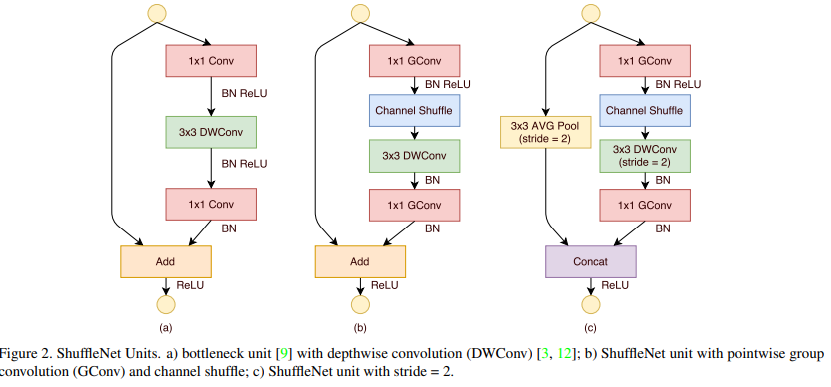 1x1 Conv
BN ReLU
3x3 DWConv
BN ReLU
1x1 Conv
BN
Add
ReLU
(a)
1x1 GConv
BN ReLU
Channel Shuffle
3x3 DWConv
BN
1x1 GConv
BN
Add
ReLU
(b)
3x3 AVG Pool
(stride = 2)
1x1 GConv
BN ReLU
Channel Shuffle
3x3 DWConv
(stride = 2)
BN
1x1 GConv
BN
Concat
ReLU
(c)
Figure 2. ShuffleNet Units. a) bottleneck unit [9] with depthwise convolution (DWConv) [3, 12]; b) ShuffleNet unit with pointwise group
convolution (GConv) and channel shuffle; c) ShuffleNet unit with stride = 2.